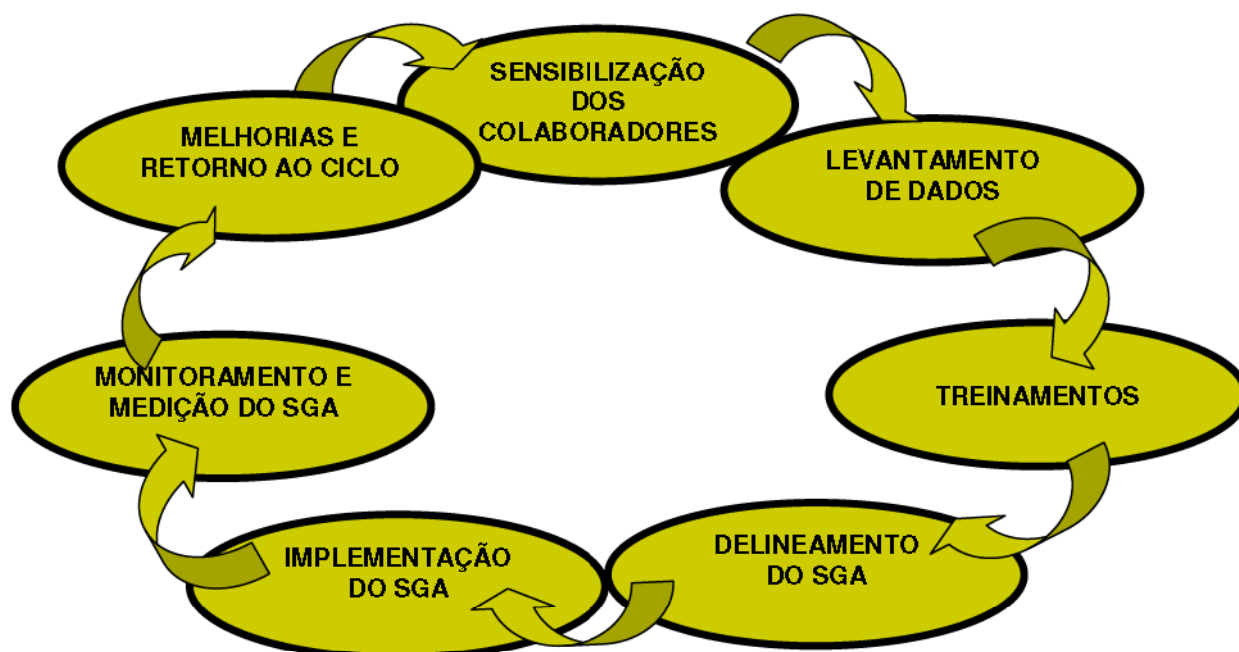 SENSIBILIZAÇÃO
DOS
COLABORADORES
LEVANTAMENTO
DE DADOS
TREINAMENTOS
DELINEAMENTO
DO SGA
IMPLEMENTAÇÃO
DO SGA
MONITORAMENTO E
MEDIÇÃO DO SGA
MELHORIAS E
RETORNO AO CICLO